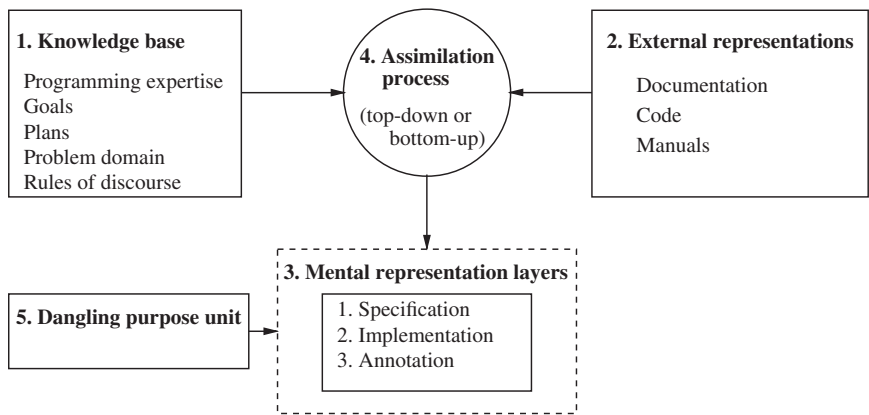 1. Knowledge base
Programming expertise
Goals
Plans
Problem domain
Rules of discourse
4. Assimilation
process
(top-down or
bottom-up)
2. External representations
Documentation
Code
Manuals
3. Mental representation layers
1. Specification
2. Implementation
3. Annotation
5. Dangling purpose unit